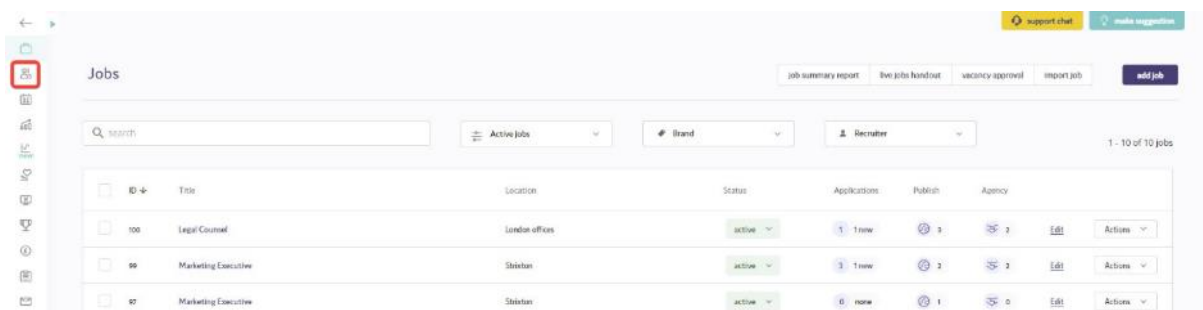 support chat make suggestion
Jobs job summary report live jobs handout vacancy approval import job add job
search Active jobs Brand Recruiter
1 - 10 of 10 jobs
ID Title Location Status Applications Publish Agency
100 Legal Counsel London offices active 1 1 new 3 2 Edit Actions
99 Marketing Executive Strixton active 3 1 new 2 2 Edit Actions
97 Marketing Executive Strixton active 0 none 1 0 Edit Actions